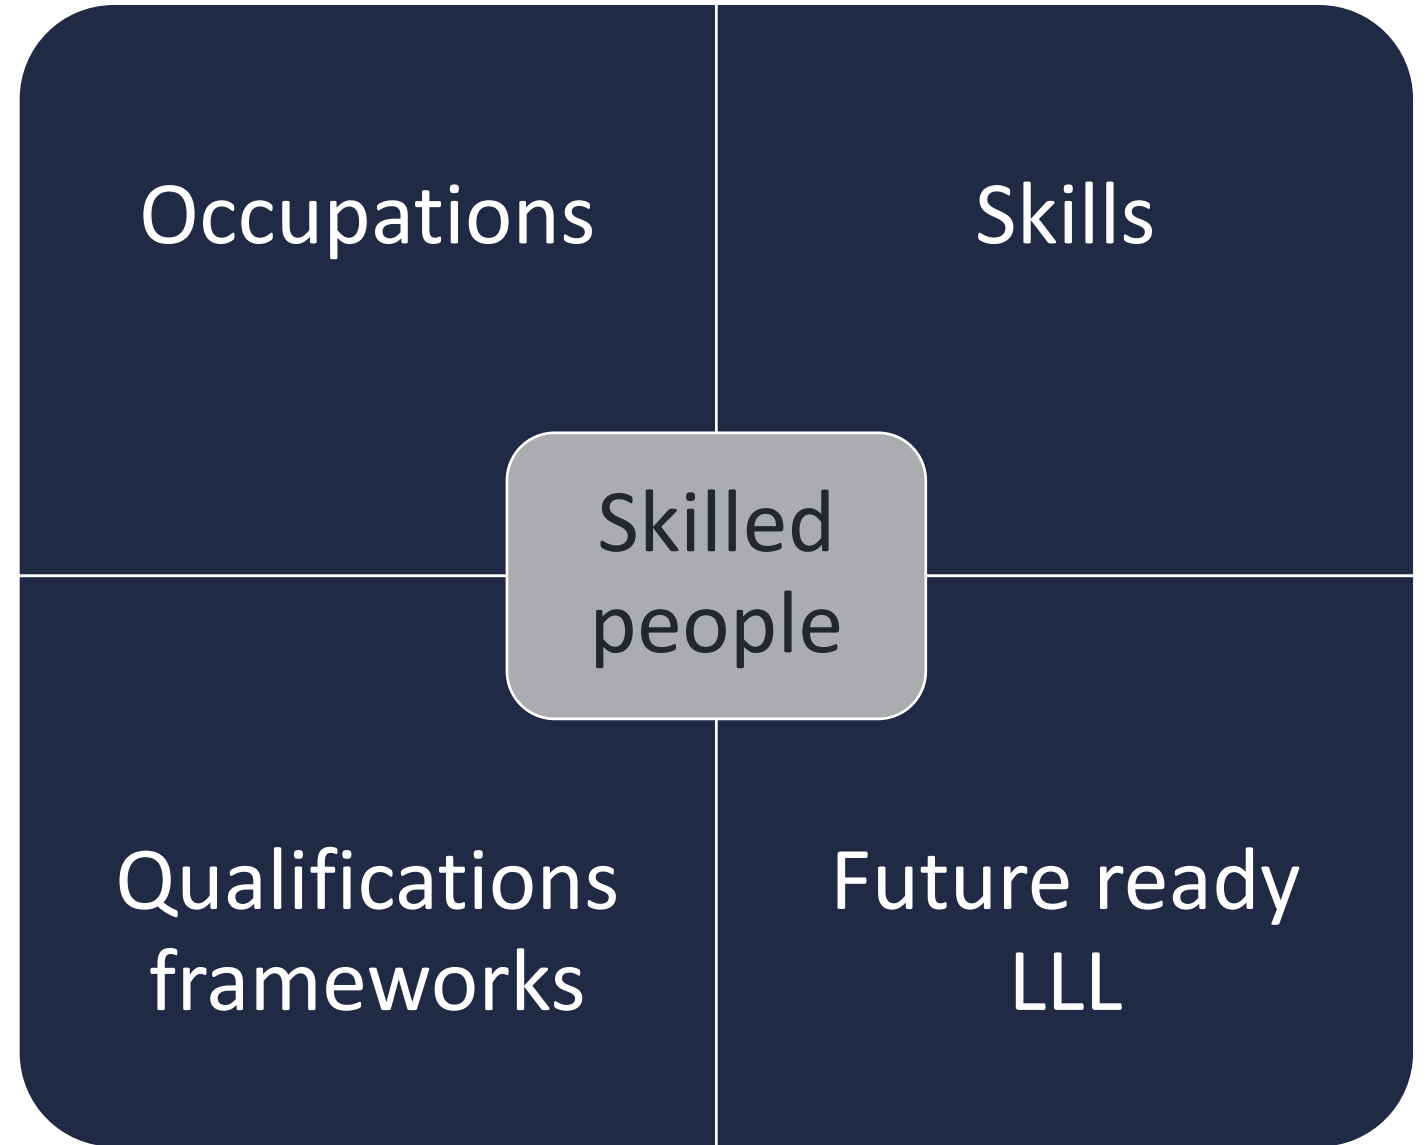 Occupations
Skills
Skilled
people
Qualifications
frameworks
Future ready
LLL